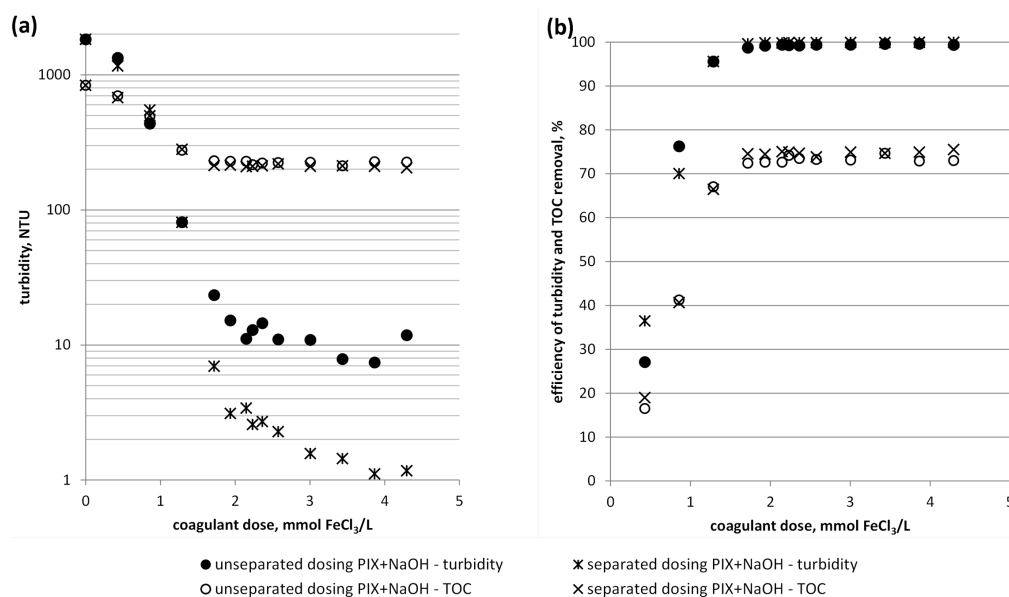 (a)
1000
100
10
1
0
1
2
3
4
5
turbidity, NTU
coagulant dose, mmol FeCl₃/L
(b)
100
90
80
70
60
50
40
30
20
10
0
0
1
2
3
4
5
efficiency of turbidity and TOC removal, %
coagulant dose, mmol FeCl₃/L
unseparated dosing PIX+NaOH - turbidity
separated dosing PIX+NaOH - turbidity
unseparated dosing PIX+NaOH - TOC
separated dosing PIX+NaOH - TOC